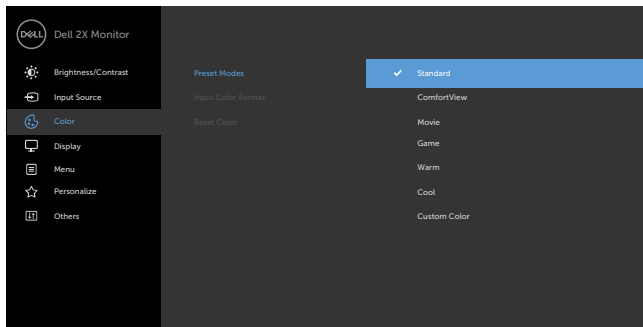 DELL Dell 2X Monitor
Brightness/Contrast
Input Source
Color
Display
Menu
Personalize
Others
Preset Modes
Input Color Format
Reset Color
Standard
ComfortView
Movie
Game
Warm
Cool
Custom Color